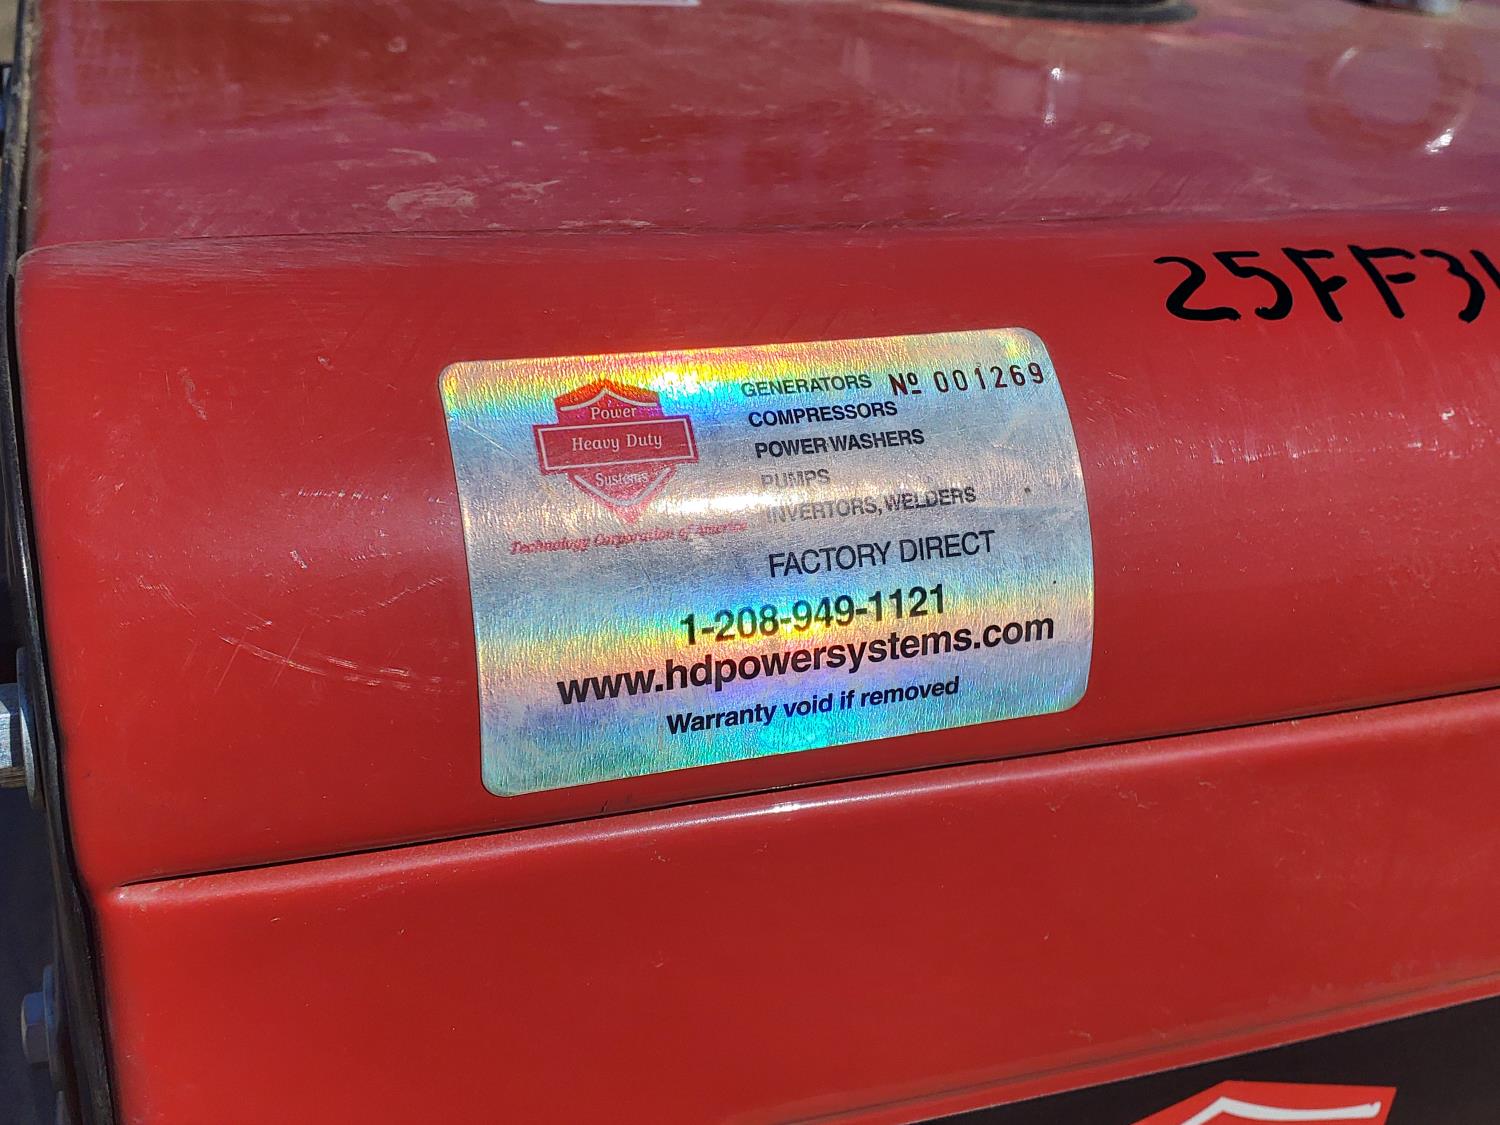 25FF3
Power
Heavy Duty
Systems
Technology Corporation of America
GENERATORS Nº 001269
COMPRESSORS
POWER WASHERS
PUMPS
INVERTORS, WELDERS
FACTORY DIRECT
1-208-949-1121
www.hdpowersystems.com
Warranty void if removed